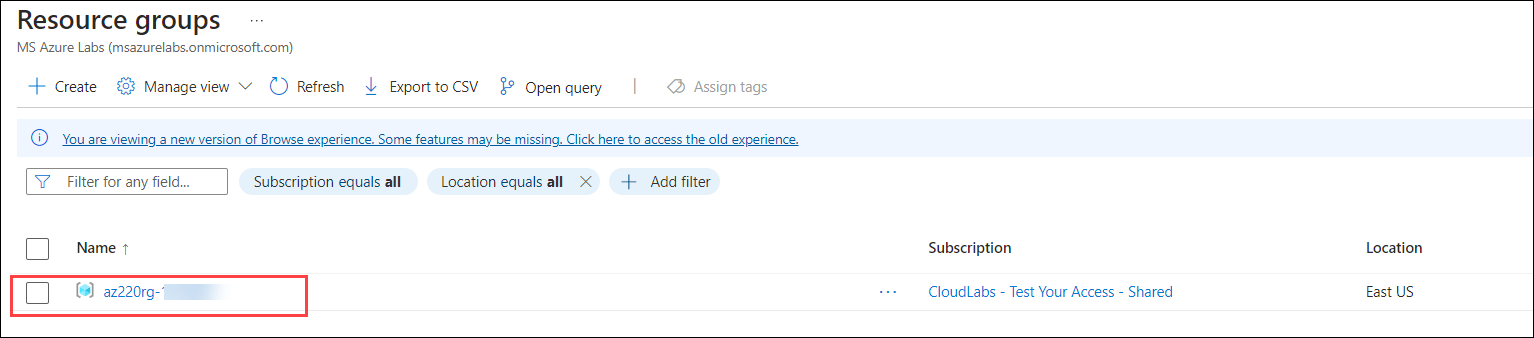 Resource groups ...
MS Azure Labs (msazurelabs.onmicrosoft.com)
Create Manage view Refresh Export to CSV Open query | Assign tags
You are viewing a new version of Browse experience. Some features may be missing. Click here to access the old experience.
Filter for any field... Subscription equals all Location equals all Add filter
Name ↑ Subscription Location
az220rg- ... CloudLabs - Test Your Access - Shared East US